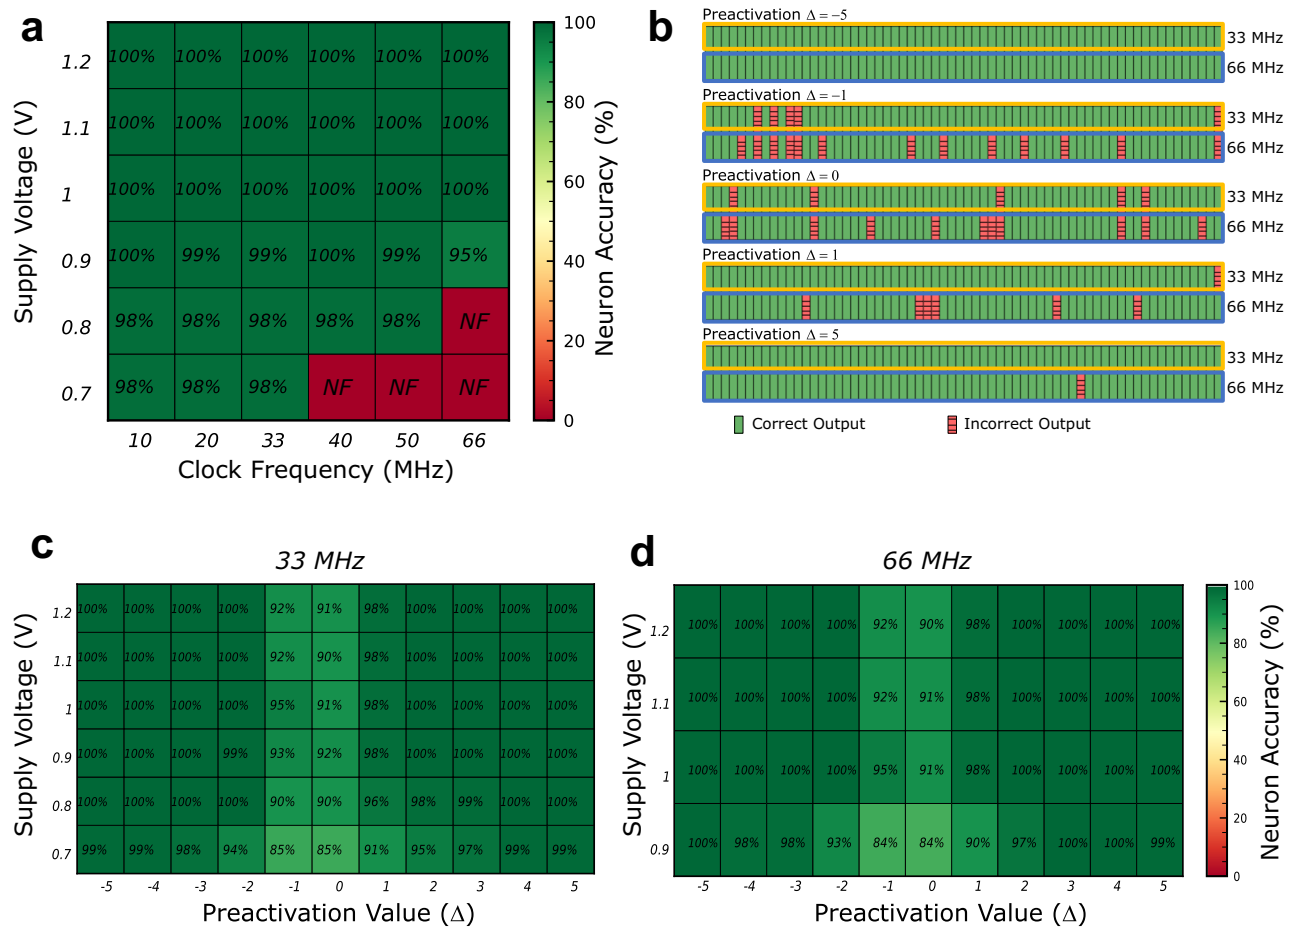 a
Supply Voltage (V)
1.2 100% 100% 100% 100% 100% 100%
1.1 100% 100% 100% 100% 100% 100%
1 100% 100% 100% 100% 100% 100%
0.9 100% 99% 99% 100% 99% 95%
0.8 98% 98% 98% 98% 98% NF
0.7 98% 98% 98% NF NF NF
10 20 33 40 50 66
Clock Frequency (MHz)
100
80
60
40
20
0
Neuron Accuracy (%)
b
Preactivation Δ = −5
33 MHz
66 MHz
Preactivation Δ = −1
33 MHz
66 MHz
Preactivation Δ = 0
33 MHz
66 MHz
Preactivation Δ = 1
33 MHz
66 MHz
Preactivation Δ = 5
33 MHz
66 MHz
Correct Output Incorrect Output
c
33 MHz
Supply Voltage (V)
1.2 100% 100% 100% 100% 92% 91% 98% 100% 100% 100% 100%
1.1 100% 100% 100% 100% 92% 90% 98% 100% 100% 100% 100%
1 100% 100% 100% 100% 95% 91% 98% 100% 100% 100% 100%
0.9 100% 100% 100% 99% 93% 92% 98% 100% 100% 100% 100%
0.8 100% 100% 100% 100% 90% 90% 96% 98% 99% 100% 100%
0.7 99% 99% 98% 94% 85% 85% 91% 95% 97% 99% 99%
-5 -4 -3 -2 -1 0 1 2 3 4 5
Preactivation Value (Δ)
d
66 MHz
Supply Voltage (V)
1.2 100% 100% 100% 100% 92% 90% 98% 100% 100% 100% 100%
1.1 100% 100% 100% 100% 92% 91% 98% 100% 100% 100% 100%
1 100% 100% 100% 100% 95% 91% 98% 100% 100% 100% 100%
0.9 100% 98% 98% 93% 84% 84% 90% 97% 100% 100% 99%
-5 -4 -3 -2 -1 0 1 2 3 4 5
Preactivation Value (Δ)
100
80
60
40
20
0
Neuron Accuracy (%)